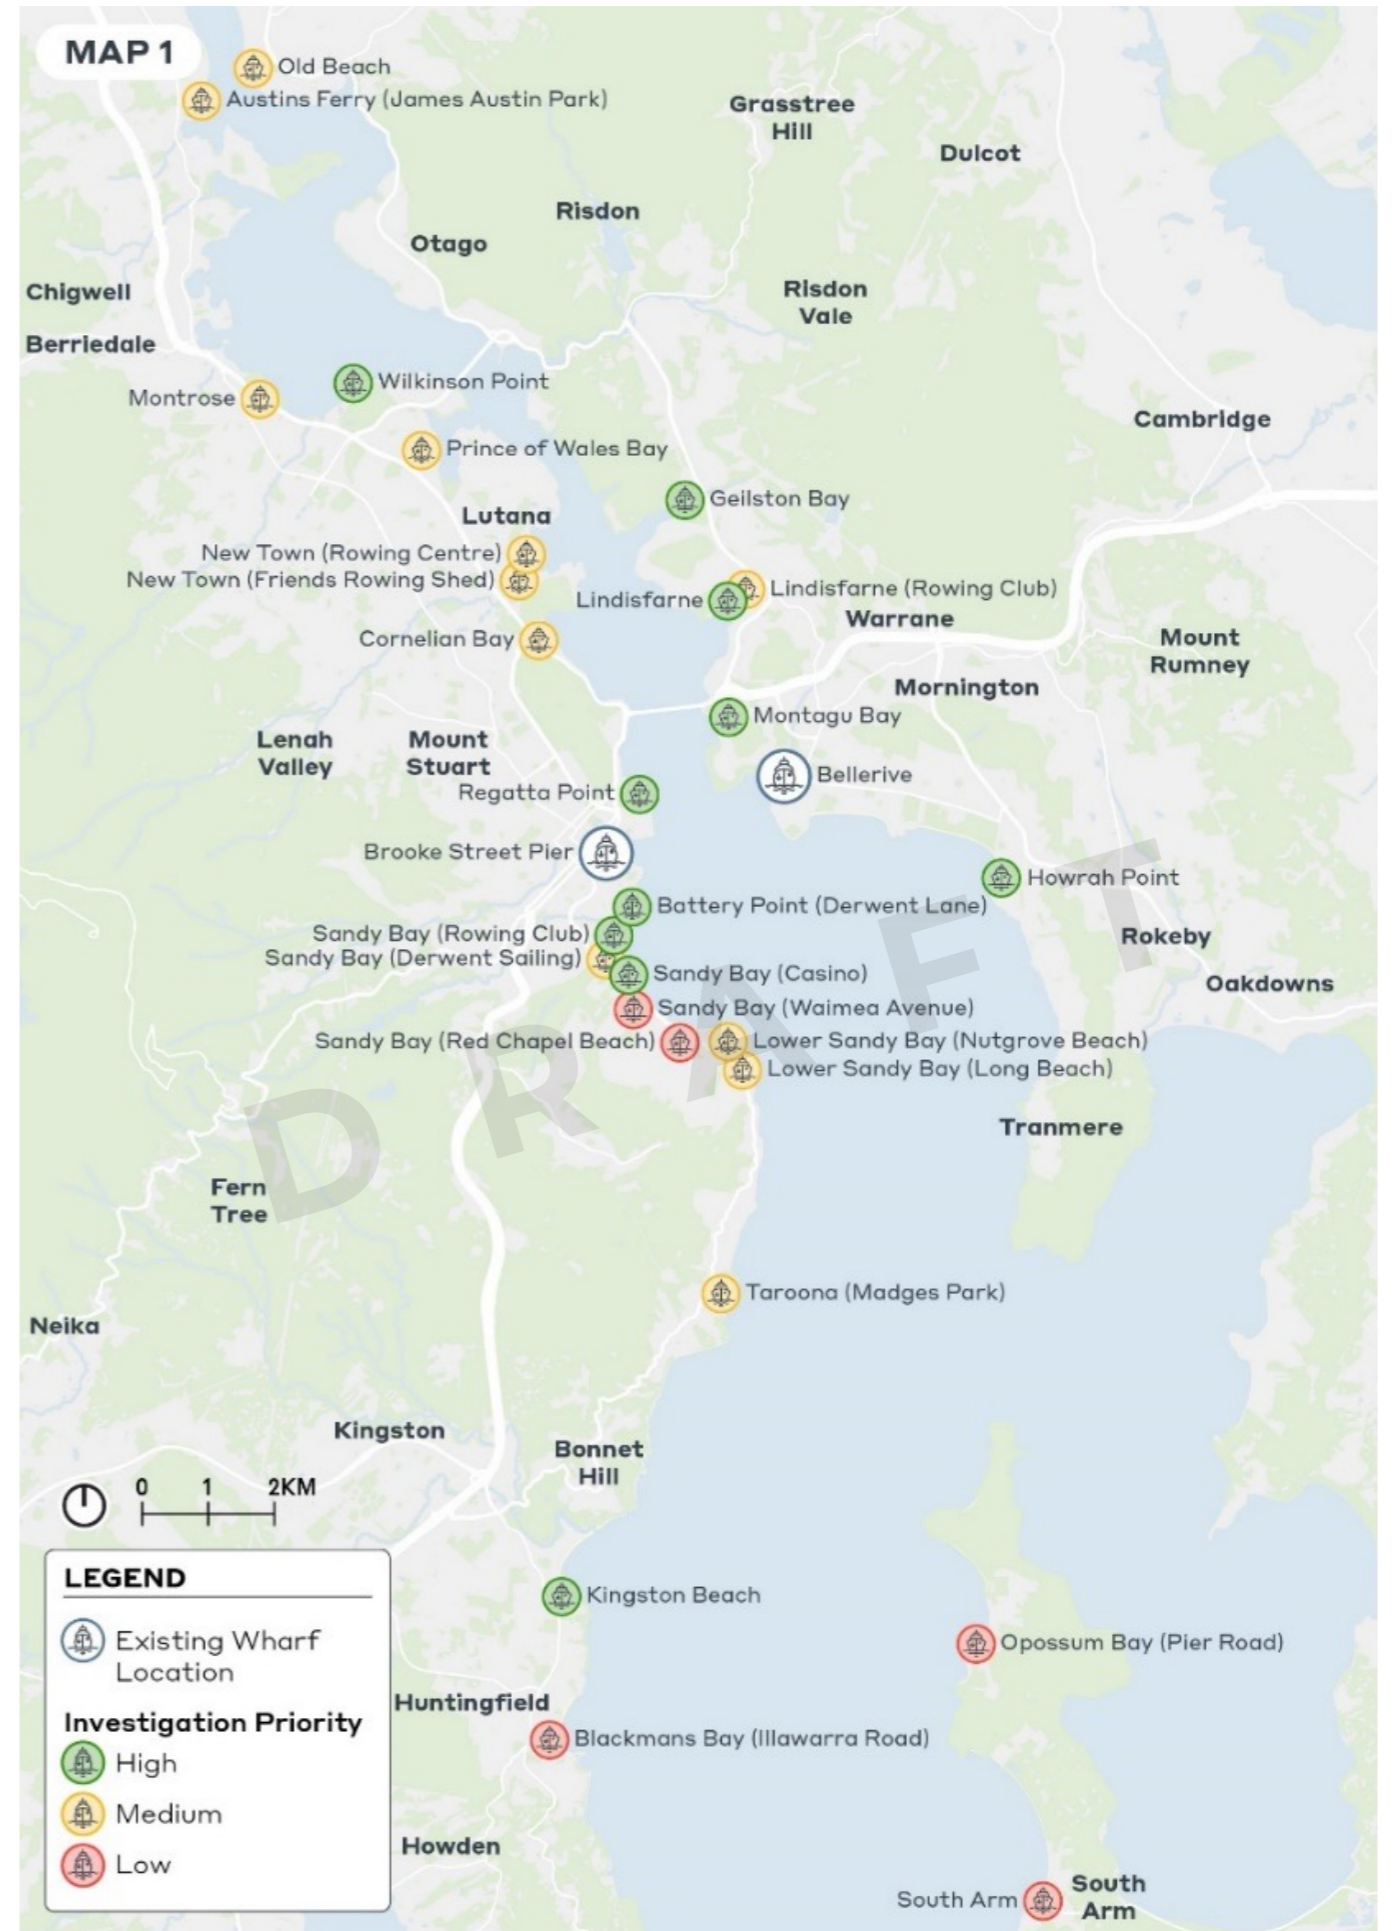 MAP 1
Old Beach
Austins Ferry (James Austin Park)
Grasstree
Hill
Dulcot
Risdon
Otago
Chigwell
Risdon
Vale
Berriedale
Wilkinson Point
Montrose
Cambridge
Prince of Wales Bay
Geilston Bay
Lutana
New Town (Rowing Centre)
New Town (Friends Rowing Shed)
Lindisfarne (Rowing Club)
Lindisfarne
Warrane
Cornelian Bay
Mount
Rumney
Mornington
Montagu Bay
Lenah
Valley
Mount
Stuart
Bellerive
Regatta Point
Brooke Street Pier
Howrah Point
Battery Point (Derwent Lane)
Sandy Bay (Rowing Club)
Rokeby
Sandy Bay (Derwent Sailing)
Sandy Bay (Casino)
Oakdowns
Sandy Bay (Waimea Avenue)
Sandy Bay (Red Chapel Beach)
Lower Sandy Bay (Nutgrove Beach)
Lower Sandy Bay (Long Beach)
DRAFT
Tranmere
Fern
Tree
Taroona (Madges Park)
Neika
Kingston
Bonnet
Hill
0 1 2KM
LEGEND
Existing Wharf
Location
Investigation Priority
High
Medium
Low
Kingston Beach
Opossum Bay (Pier Road)
Huntingfield
Blackmans Bay (Illawarra Road)
Howden
South Arm
South
Arm